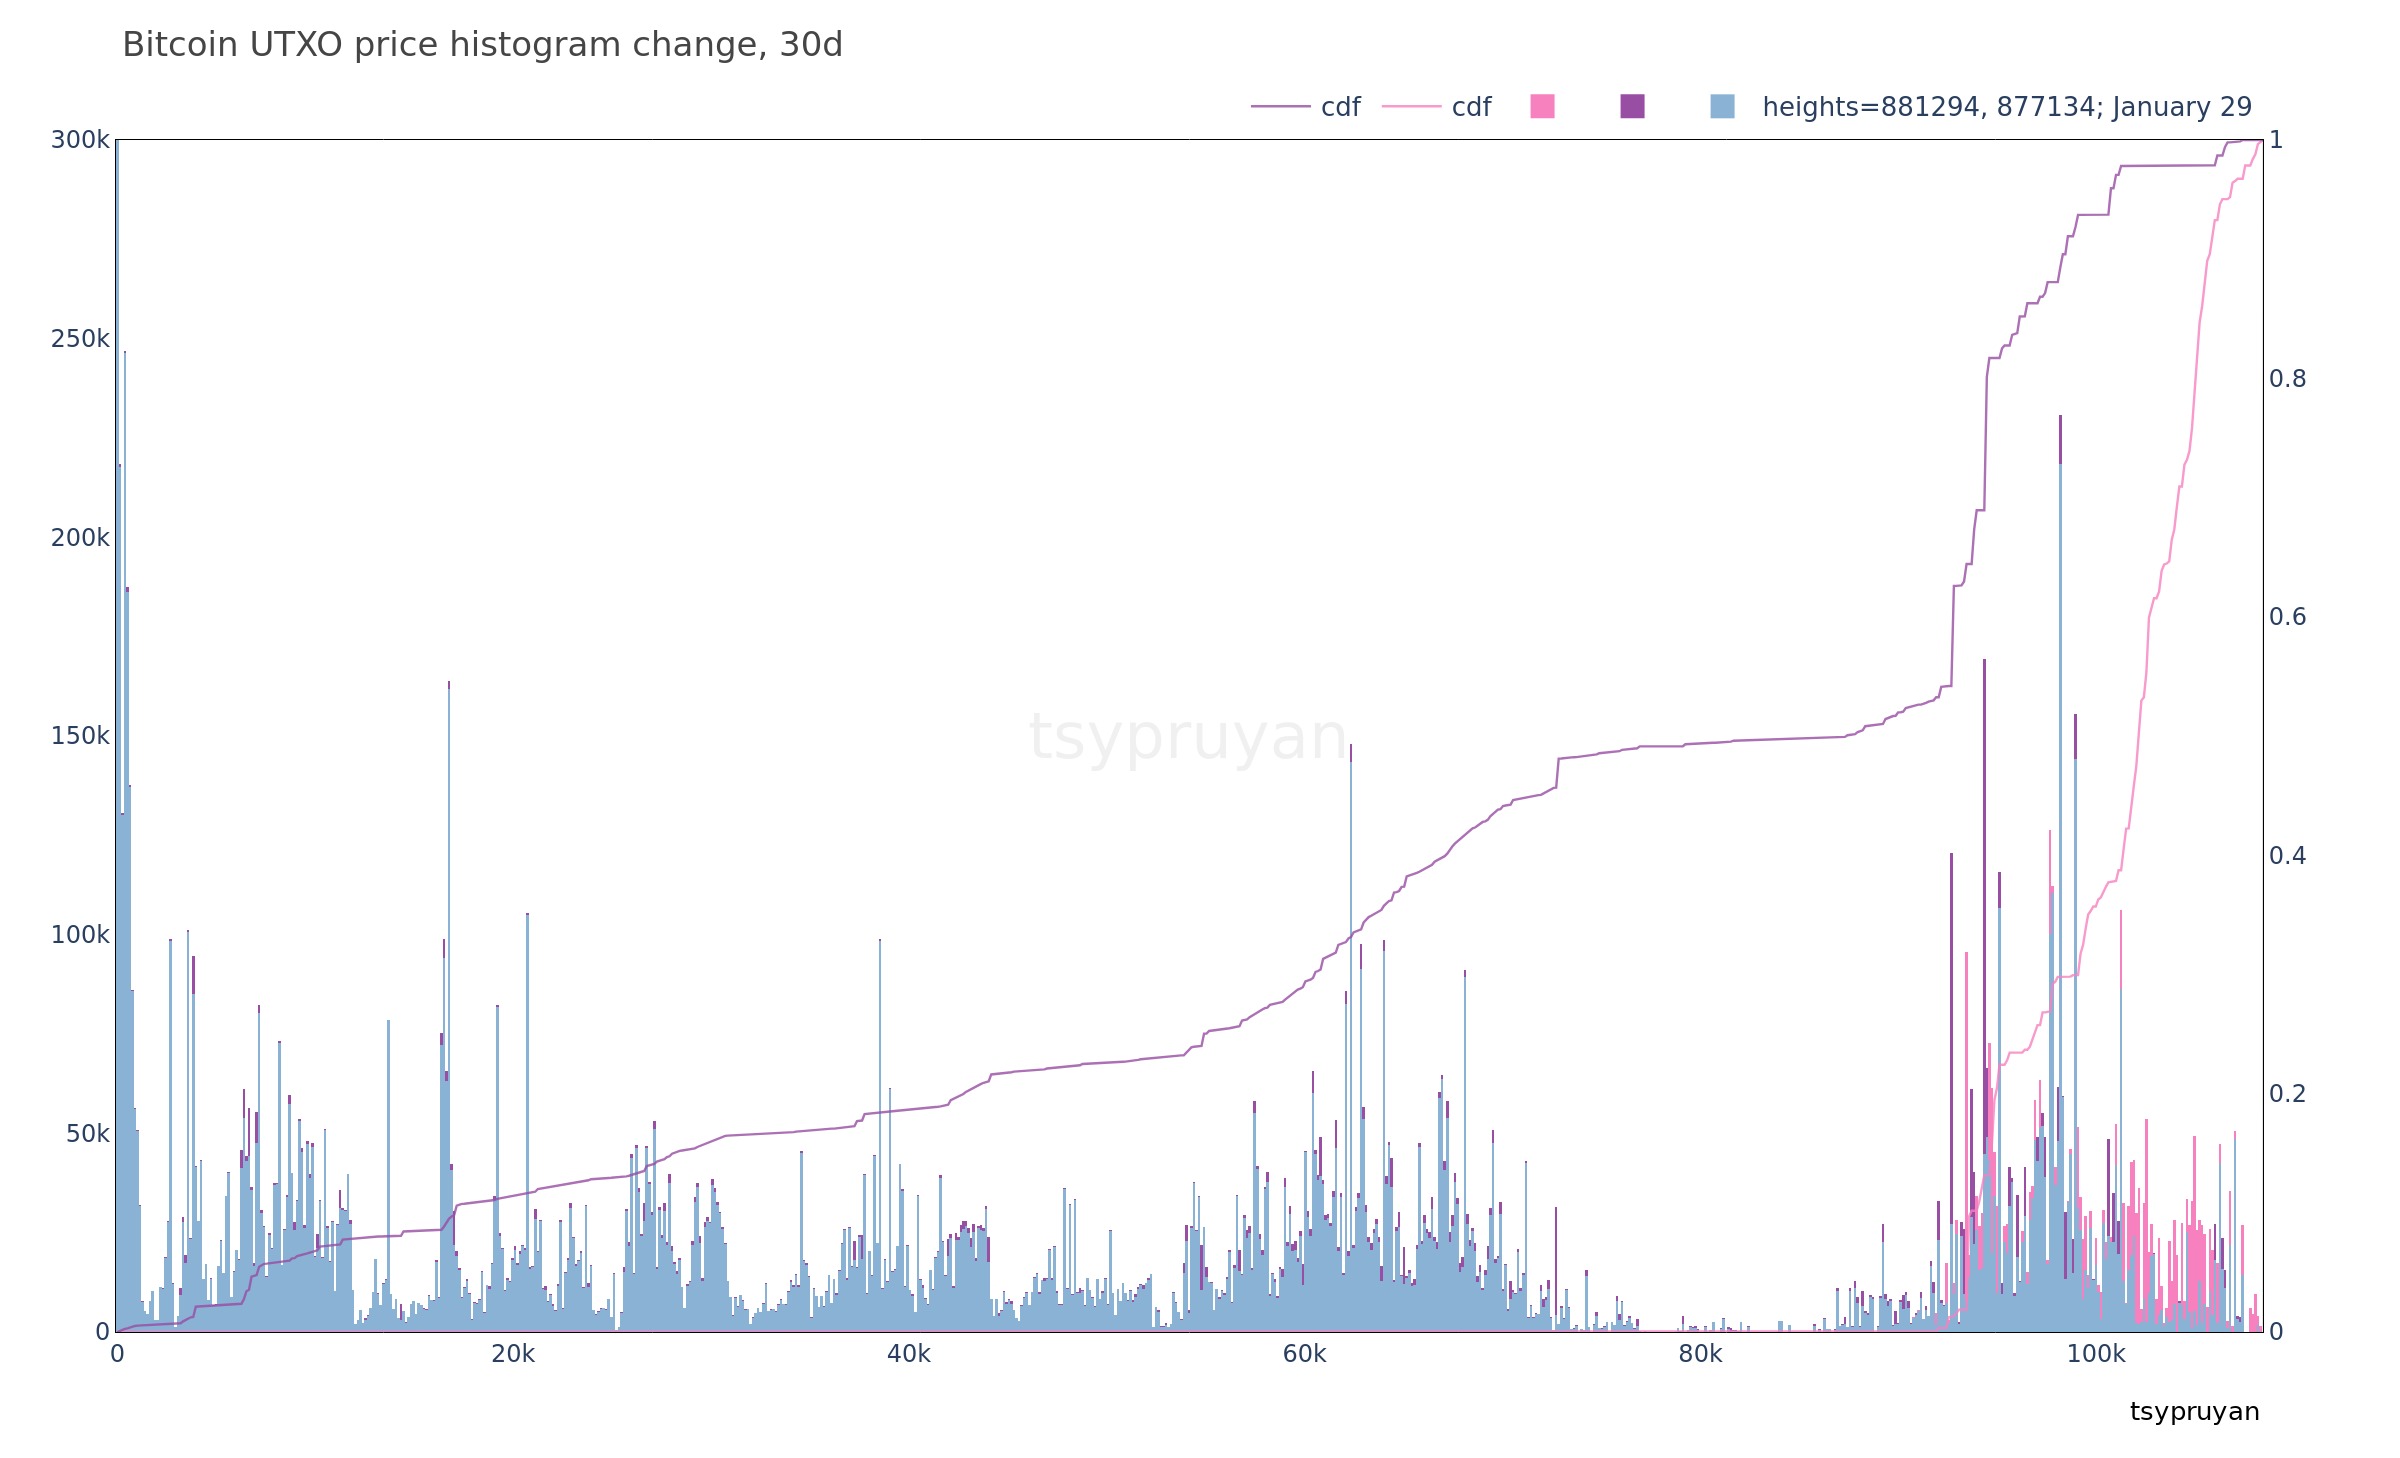 Bitcoin UTXO price histogram change, 30d
cdf cdf heights=881294, 877134; January 29
300k 1
250k
0.8
200k
0.6
150k
tsypruyan
100k
0.4
50k
0.2
0 0
0 20k 40k 60k 80k 100k
tsypruyan